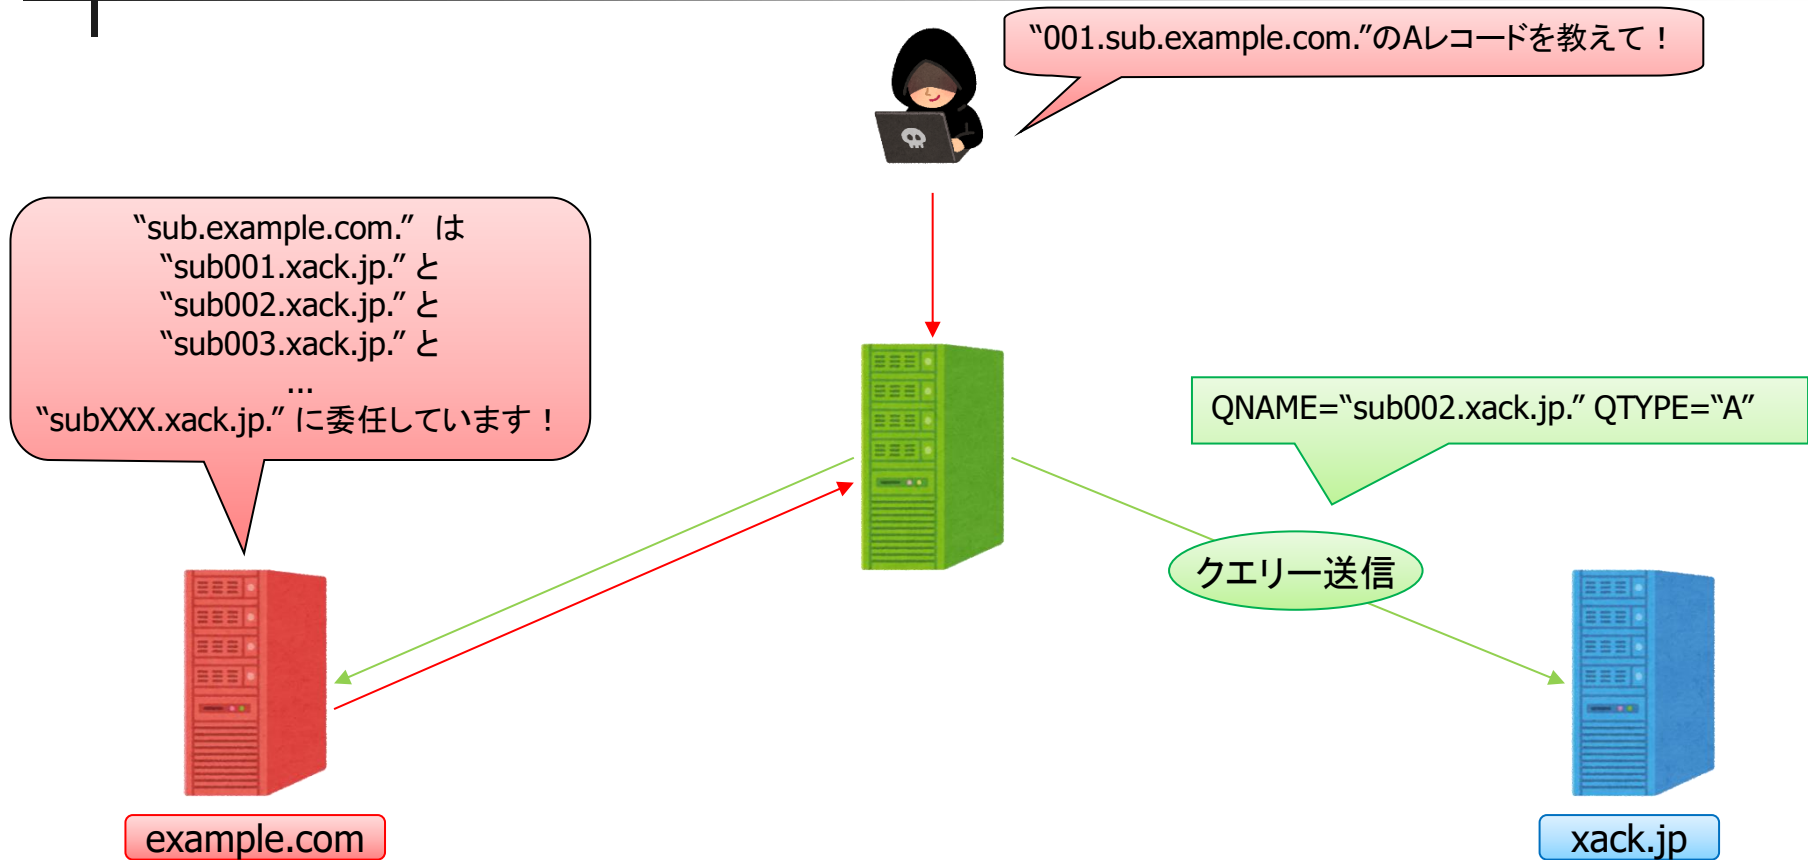 “001.sub.example.com.”のAレコードを教えて！
“sub.example.com.” は
“sub001.xack.jp.” と
“sub002.xack.jp.” と
“sub003.xack.jp.” と
...
“subXXX.xack.jp.” に委任しています！
QNAME=“sub002.xack.jp.” QTYPE=“A”
クエリー送信
example.com
xack.jp